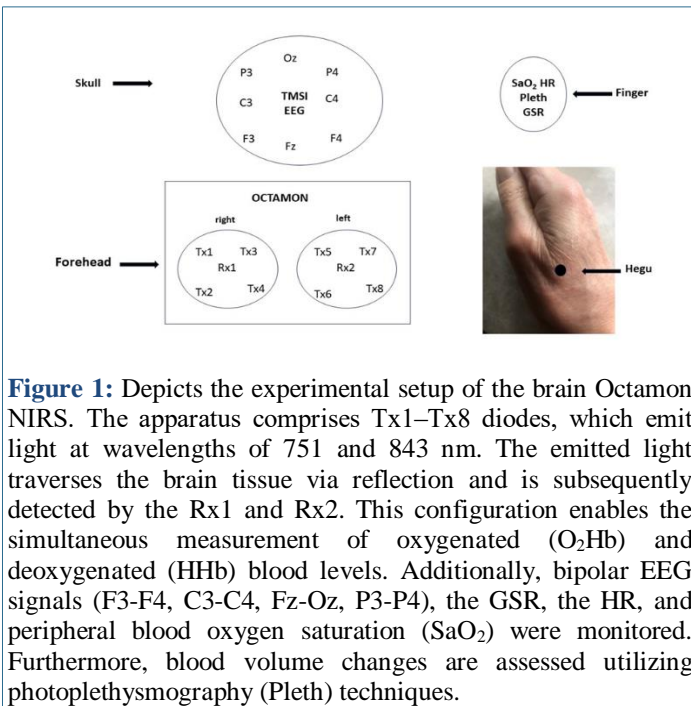 Oz
P3 P4
Skull
TMSI
EEG
C3 C4
F3 F4
Fz
SaO₂ HR
Pleth
GSR
Finger
OCTAMON
right left
Tx1 Tx3 Tx5 Tx7
Rx1 Rx2
Tx2 Tx4 Tx6 Tx8
Forehead
Hegu
Figure 1: Depicts the experimental setup of the brain Octamon
NIRS. The apparatus comprises Tx1–Tx8 diodes, which emit
light at wavelengths of 751 and 843 nm. The emitted light
traverses the brain tissue via reflection and is subsequently
detected by the Rx1 and Rx2. This configuration enables the
simultaneous measurement of oxygenated (O₂Hb) and
deoxygenated (HHb) blood levels. Additionally, bipolar EEG
signals (F3-F4, C3-C4, Fz-Oz, P3-P4), the GSR, the HR, and
peripheral blood oxygen saturation (SaO₂) were monitored.
Furthermore, blood volume changes are assessed utilizing
photoplethysmography (Pleth) techniques.